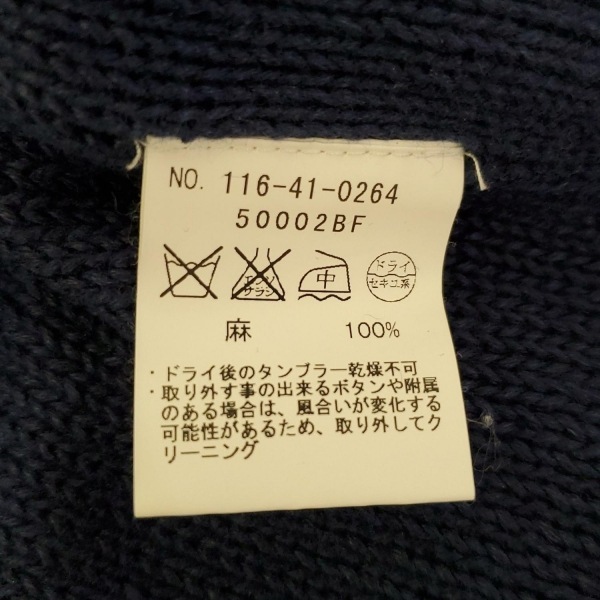 NO. 116-41-0264
50002BF
エンソ
サラシ
中
ドライ
セキユ系
麻 100%
・ドライ後のタンブラー乾燥不可
・取り外す事の出来るボタンや附属
のある場合は、風合いが変化する
可能性があるため、取り外してク
リーニング